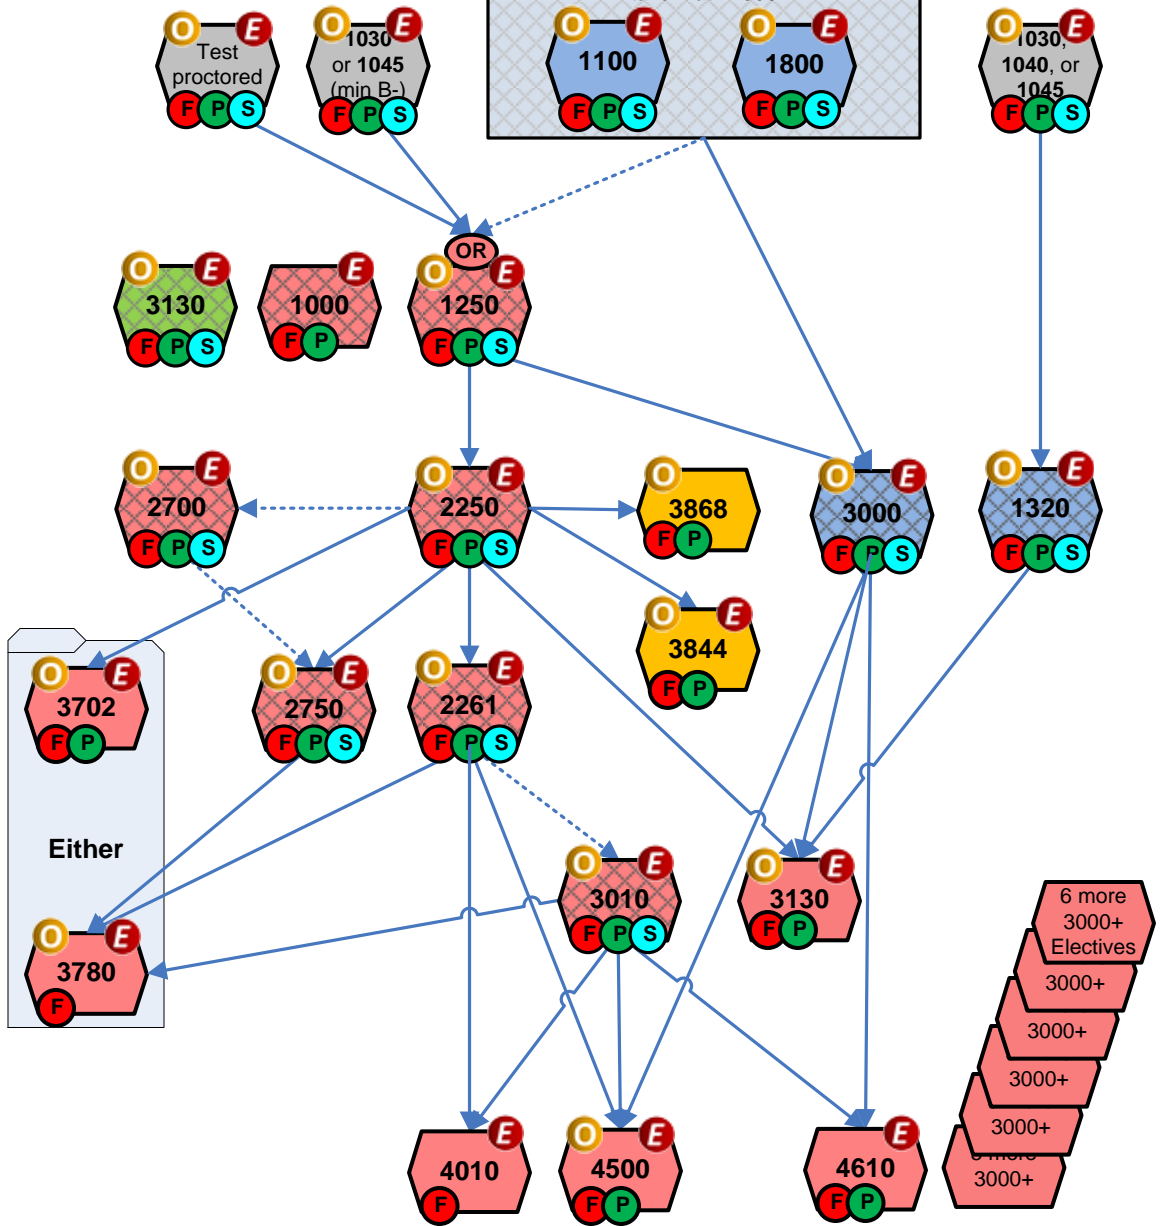 O E
Test
proctored
F P S
O E
1030
or 1045
(min B-)
F P S
O E
1100
F P S
O E
1800
F P S
O E
1030,
1040, or
1045
F P S
OR
O E
3130
F P S
E
1000
F P
O E
1250
F P S
O E
2700
F P S
O E
2250
F P S
O
3868
F P
O E
3000
F P S
O E
1320
F P S
O E
3844
F P
O E
3702
F P
O E
2750
F P S
O E
2261
F P S
Either
O E
3010
F P S
O E
3130
F P
O E
3780
F
6 more
3000+
Electives
3000+
3000+
3000+
3000+
3000+
E
4010
F
O E
4500
F P
E
4610
F P